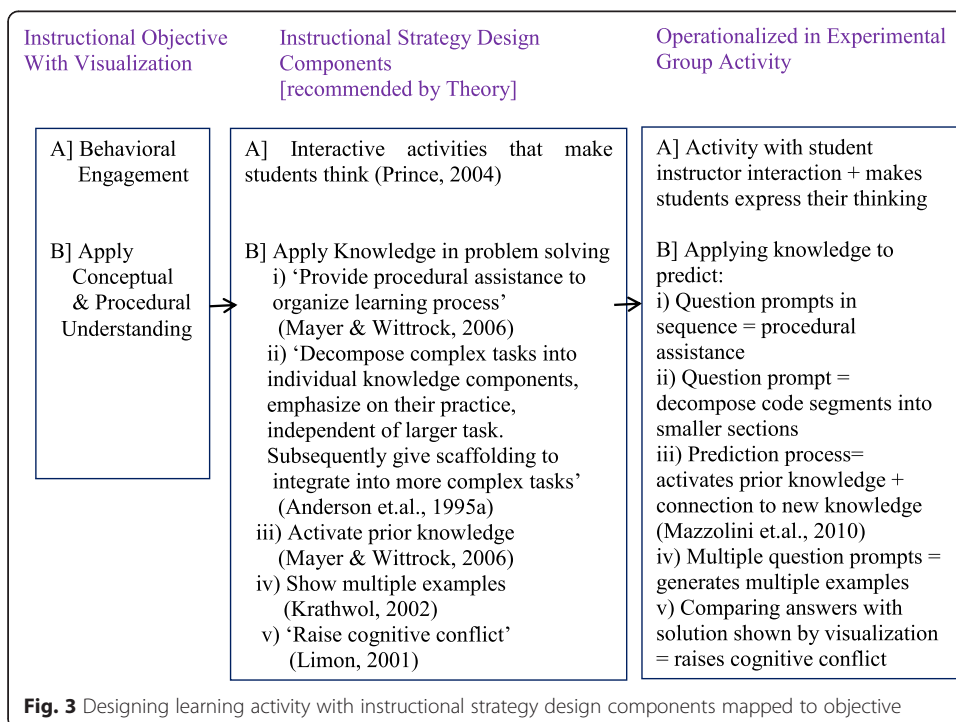 Instructional Objective
With Visualization
Instructional Strategy Design
Components
[recommended by Theory]
Operationalized in Experimental
Group Activity
A] Behavioral
Engagement
B] Apply
Conceptual
& Procedural
Understanding
A] Interactive activities that make
students think (Prince, 2004)
B] Apply Knowledge in problem solving
i) ‘Provide procedural assistance to
organize learning process’
(Mayer & Wittrock, 2006)
ii) ‘Decompose complex tasks into
individual knowledge components,
emphasize on their practice,
independent of larger task.
Subsequently give scaffolding to
integrate into more complex tasks’
(Anderson et.al., 1995a)
iii) Activate prior knowledge
(Mayer & Wittrock, 2006)
iv) Show multiple examples
(Krathwol, 2002)
v) ‘Raise cognitive conflict’
(Limon, 2001)
A] Activity with student
instructor interaction + makes
students express their thinking
B] Applying knowledge to
predict:
i) Question prompts in
sequence = procedural
assistance
ii) Question prompt =
decompose code segments into
smaller sections
iii) Prediction process=
activates prior knowledge +
connection to new knowledge
(Mazzolini et.al., 2010)
iv) Multiple question prompts =
generates multiple examples
v) Comparing answers with
solution shown by visualization
= raises cognitive conflict
Fig. 3 Designing learning activity with instructional strategy design components mapped to objective